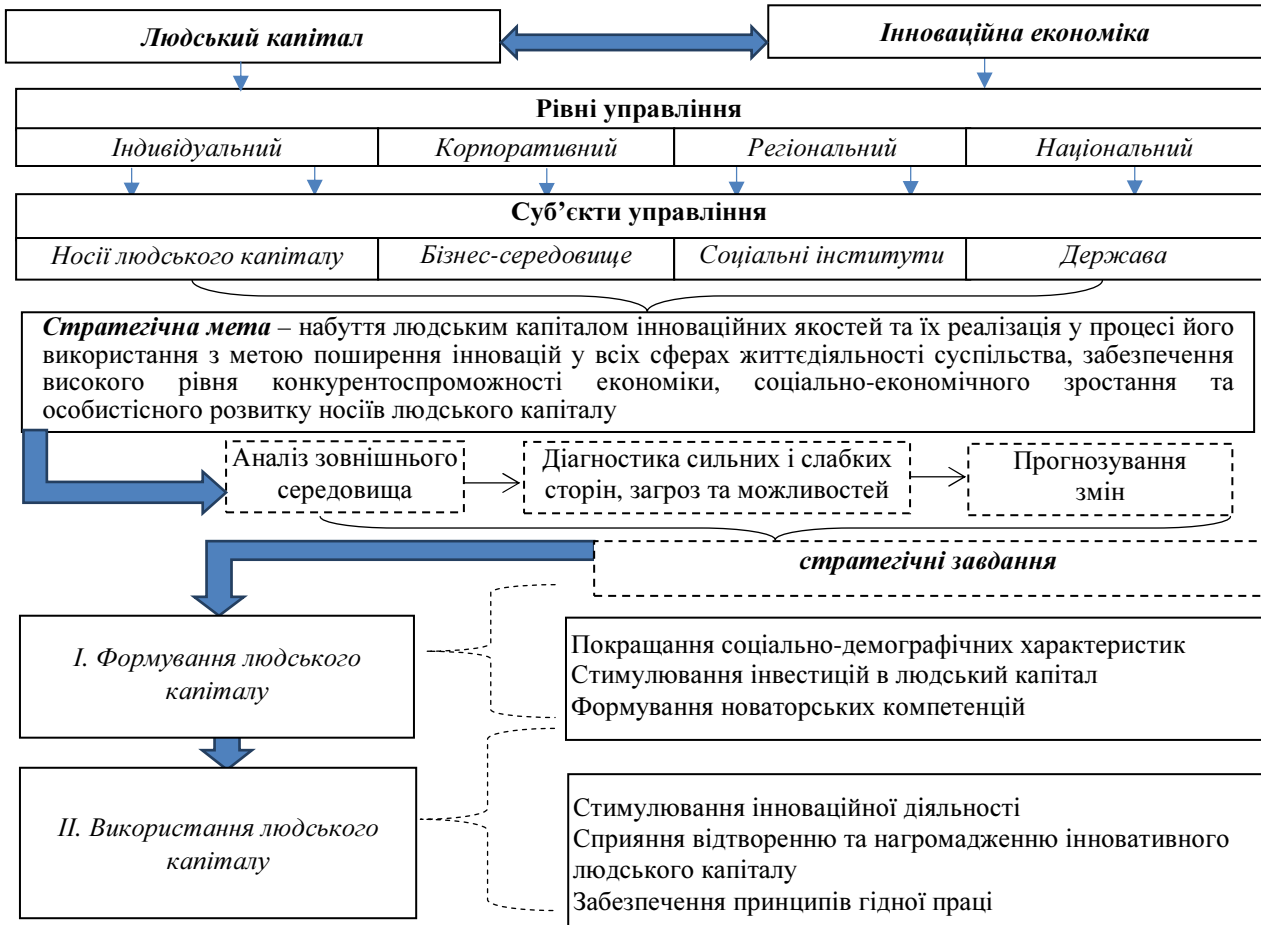 Людський капітал
Інноваційна економіка
Рівні управління
Індивідуальний Корпоративний Регіональний Національний
Суб’єкти управління
Носії людського капіталу Бізнес-середовище Соціальні інститути Держава
Стратегічна мета – набуття людським капіталом інноваційних якостей та їх реалізація у процесі його
використання з метою поширення інновацій у всіх сферах життєдіяльності суспільства, забезпечення
високого рівня конкурентоспроможності економіки, соціально-економічного зростання та
особистісного розвитку носіїв людського капіталу
Аналіз зовнішнього
середовища
Діагностика сильних і слабких
сторін, загроз та можливостей
Прогнозування
змін
стратегічні завдання
І. Формування людського
капіталу
Покращання соціально-демографічних характеристик
Стимулювання інвестицій в людський капітал
Формування новаторських компетенцій
ІІ. Використання людського
капіталу
Стимулювання інноваційної діяльності
Сприяння відтворенню та нагромадженню інновативного
людського капіталу
Забезпечення принципів гідної праці